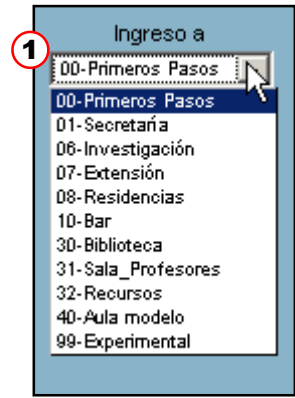 Ingreso a
1
00-Primeros Pasos
00-Primeros Pasos
01-Secretaría
06-Investigación
07-Extensión
08-Residencias
10-Bar
30-Biblioteca
31-Sala_Profesores
32-Recursos
40-Aula modelo
99-Experimental